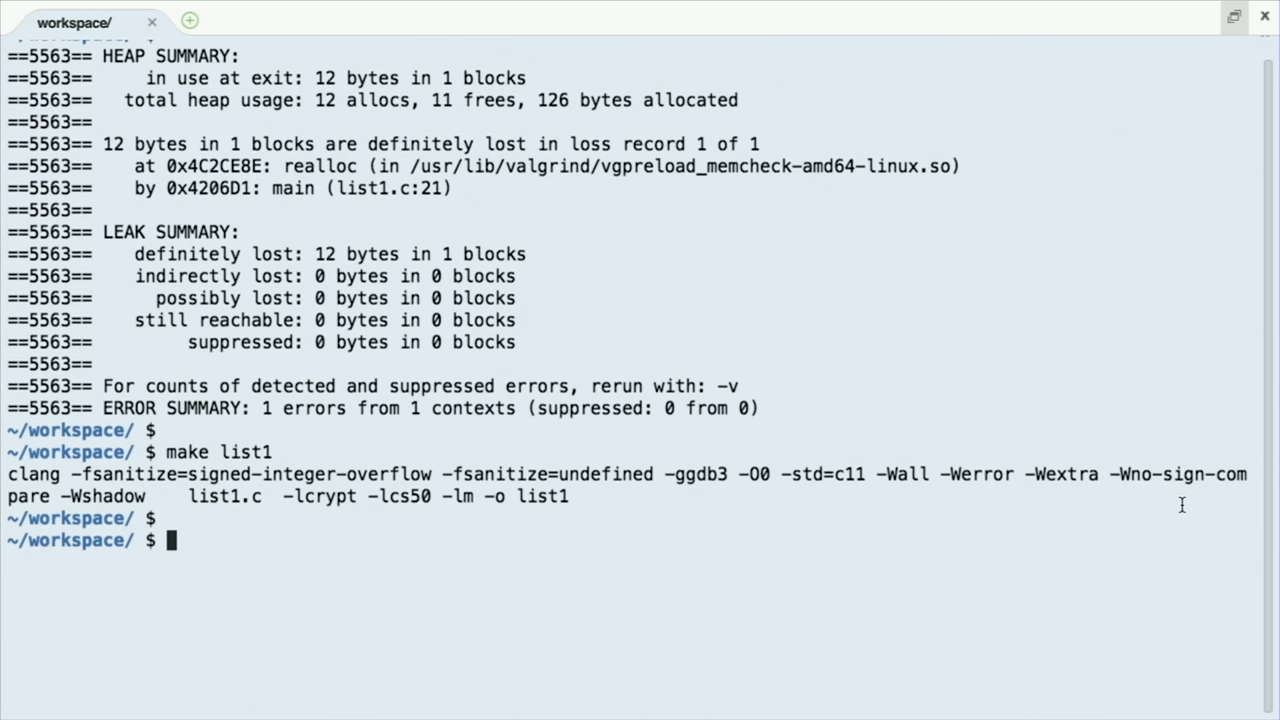 workspace/
~/workspace/ $
==5563== HEAP SUMMARY:
==5563==     in use at exit: 12 bytes in 1 blocks
==5563==   total heap usage: 12 allocs, 11 frees, 126 bytes allocated
==5563==
==5563== 12 bytes in 1 blocks are definitely lost in loss record 1 of 1
==5563==    at 0x4C2CE8E: realloc (in /usr/lib/valgrind/vgpreload_memcheck-amd64-linux.so)
==5563==    by 0x4206D1: main (list1.c:21)
==5563==
==5563== LEAK SUMMARY:
==5563==    definitely lost: 12 bytes in 1 blocks
==5563==    indirectly lost: 0 bytes in 0 blocks
==5563==      possibly lost: 0 bytes in 0 blocks
==5563==    still reachable: 0 bytes in 0 blocks
==5563==         suppressed: 0 bytes in 0 blocks
==5563==
==5563== For counts of detected and suppressed errors, rerun with: -v
==5563== ERROR SUMMARY: 1 errors from 1 contexts (suppressed: 0 from 0)
~/workspace/ $
~/workspace/ $ make list1
clang -fsanitize=signed-integer-overflow -fsanitize=undefined -ggdb3 -O0 -std=c11 -Wall -Werror -Wextra -Wno-sign-com
pare -Wshadow    list1.c  -lcrypt -lcs50 -lm -o list1
~/workspace/ $
~/workspace/ $